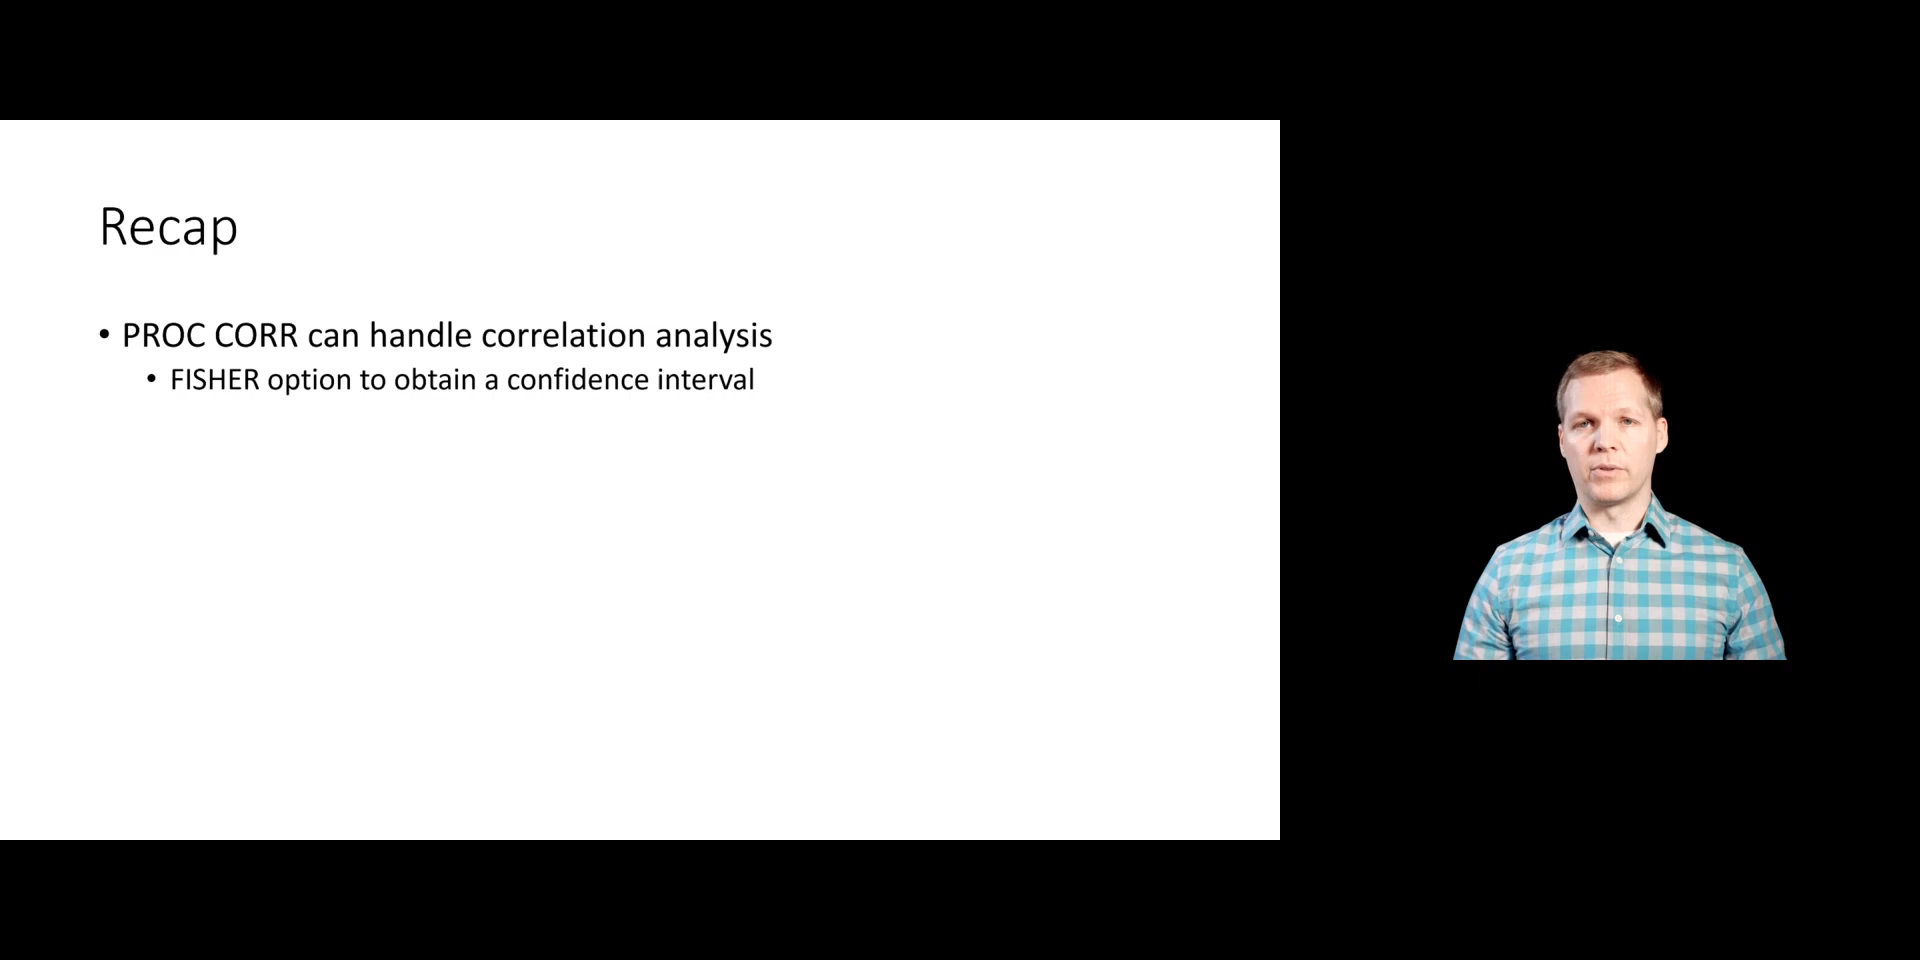 Recap
• PROC CORR can handle correlation analysis
• FISHER option to obtain a confidence interval